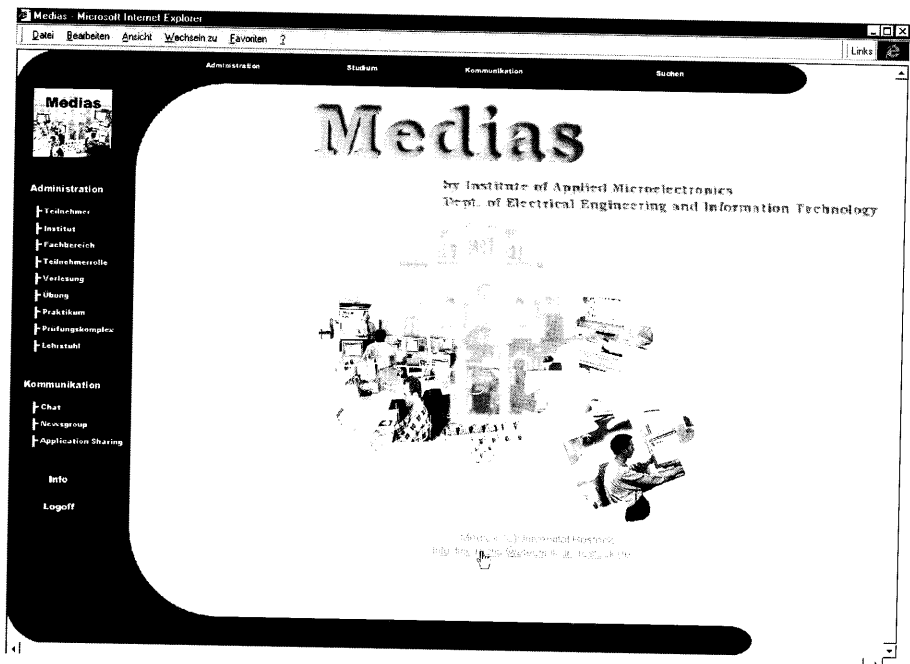 Medias - Microsoft Internet Explorer
Datei Bearbeiten Ansicht Wechseln zu Favoriten ?
Links
Administration Studium Kommunikation Suchen
Medias
Medias
by Institute of Applied Microelectronics
Dept. of Electrical Engineering and Information Technology
Administration
Teilnehmer
Institut
Fachbereich
Teilnehmerrolle
Vorlesung
Übung
Praktikum
Prüfungskomplex
Lehrstuhl
Kommunikation
Chat
Newsgroup
Application Sharing
Info
Logoff